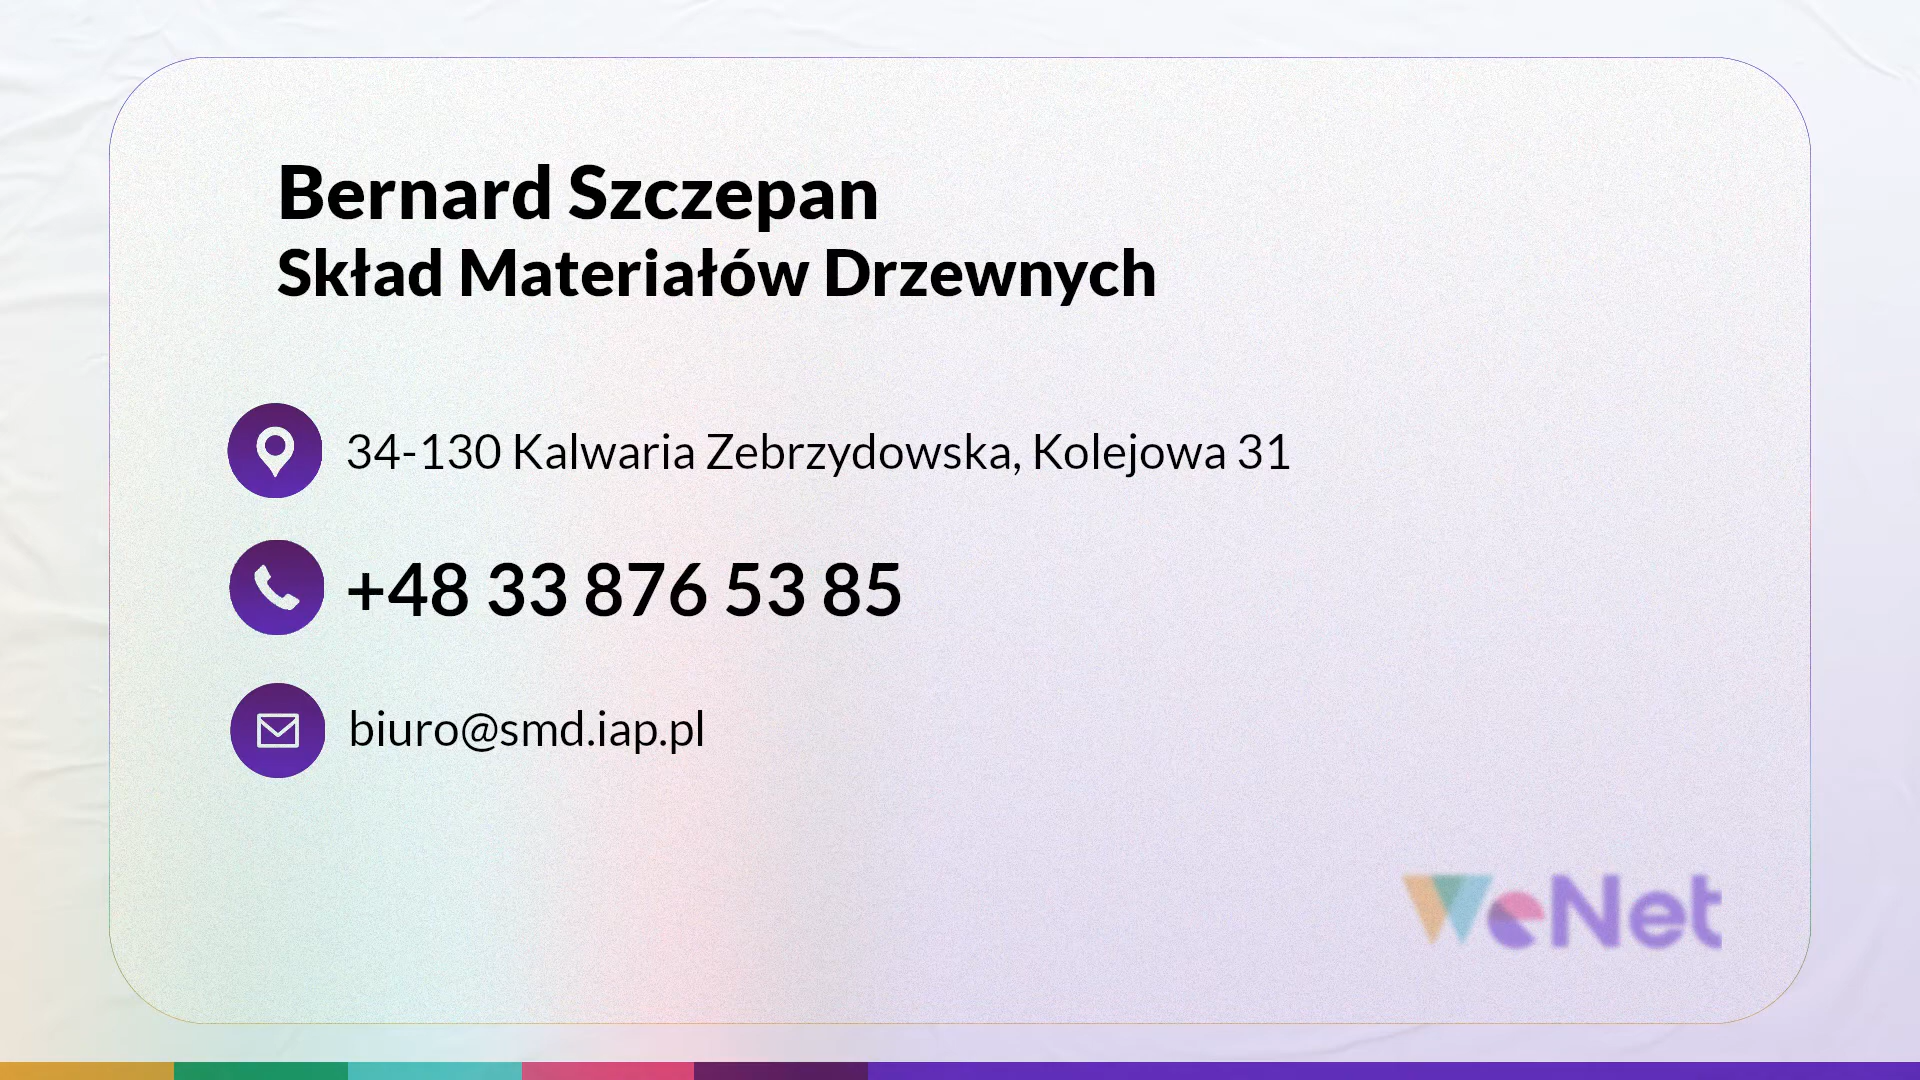 Bernard Szczepan
Skład Materiałów Drzewnych
34-130 Kalwaria Zebrzydowska, Kolejowa 31
+48 33 876 53 85
biuro@smd.iap.pl
WeNet